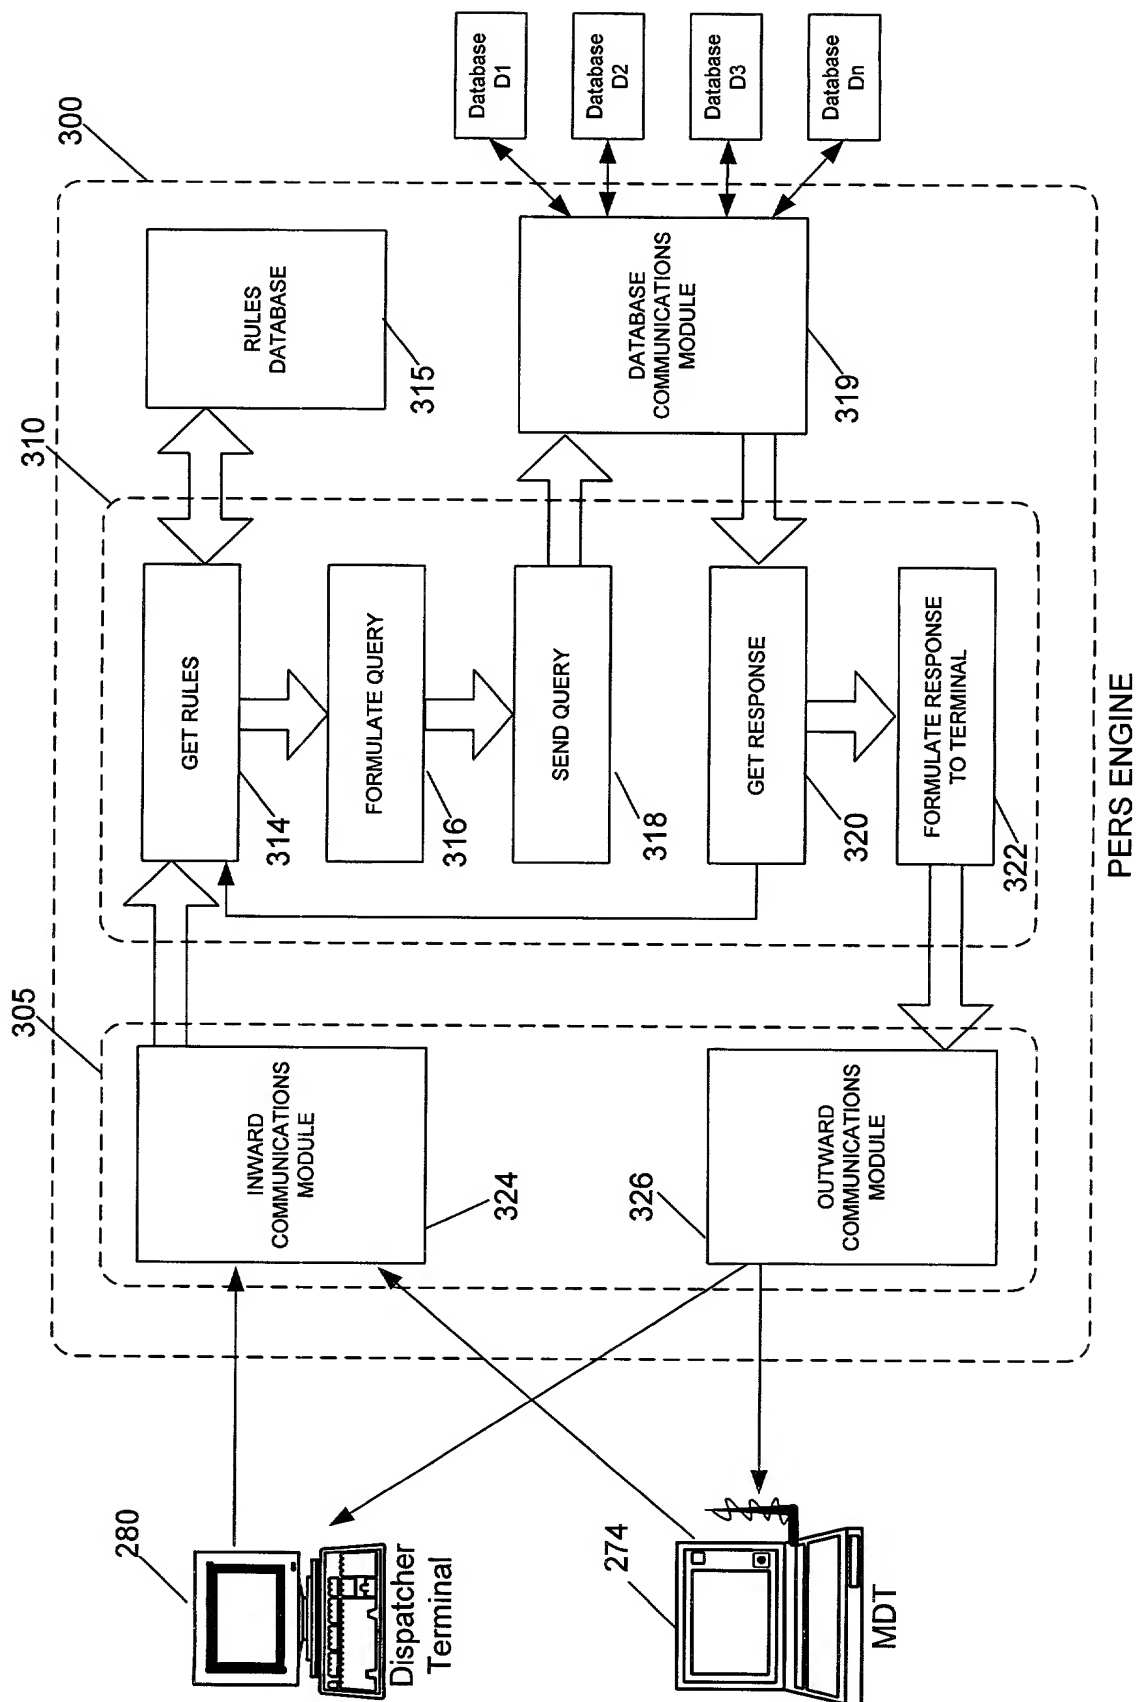 300
310
305
280
Dispatcher
Terminal
274
MDT
INWARD
COMMUNICATIONS
MODULE
324
OUTWARD
COMMUNICATIONS
MODULE
326
GET RULES
314
FORMULATE QUERY
316
SEND QUERY
318
GET RESPONSE
320
FORMULATE RESPONSE
TO TERMINAL
322
RULES
DATABASE
315
DATABASE
COMMUNICATIONS
MODULE
319
Database
D1
Database
D2
Database
D3
Database
Dn
PERS ENGINE